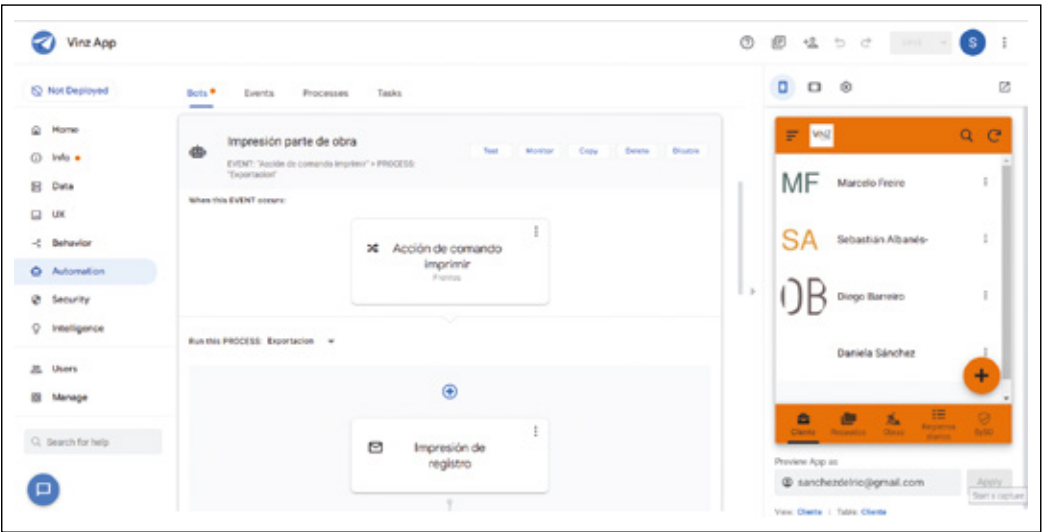 Vinz App
S
Not Deployed
Bots
Events
Processes
Tasks
Home
Info
Data
UX
Behavior
Automation
Security
Intelligence
Users
Manage
Search for help
Impresión parte de obra
EVENT: "Acción de comando imprimir" > PROCESS:
"Exportacion"
Test
Monitor
Copy
Delete
Disable
When this EVENT occurs:
Acción de comando
imprimir
Run this PROCESS: Exportacion
Impresión de
registro
VINZ
MF Marcelo Freire
SA Sebastián Albanés-
OB Diego Barreiro
Daniela Sánchez
+
Cliente
Obras
Preview App as
sanchezdelrio@gmail.com
Apply
Start a capture
View: Cliente | Table: Cliente